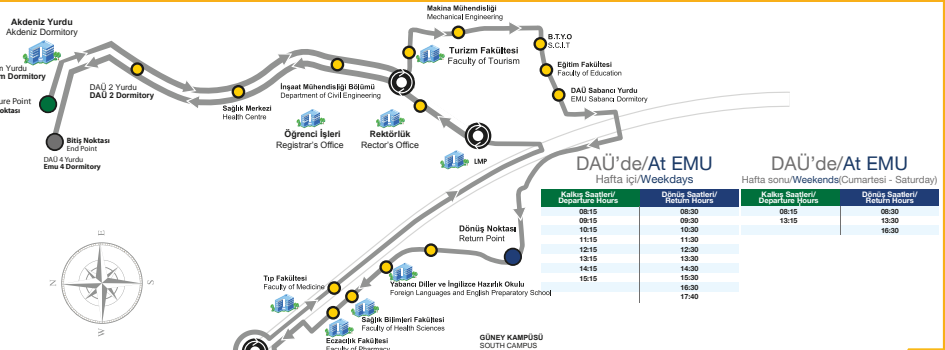 Akdeniz Yurdu
Akdeniz Dormitory
Yurdu
Dormitory
Point
DAÜ 2 Yurdu
DAÜ 2 Dormitory
Bitiş Noktası
End Point
DAÜ 4 Yurdu
Emu 4 Dormitory
Sağlık Merkezi
Health Centre
İnşaat Mühendisliği Bölümü
Department of Civil Engineering
Öğrenci İşleri
Registrar's Office
Rektörlük
Rector's Office
Makina Mühendisliği
Mechanical Engineering
Turizm Fakültesi
Faculty of Tourism
B.T.Y.O
S.C.I.T
Eğitim Fakültesi
Faculty of Education
DAÜ Sabancı Yurdu
EMU Sabancı Dormitory
LMP
Dönüş Noktası
Return Point
Yabancı Diller ve İngilizce Hazırlık Okulu
Foreign Languages and English Preparatory School
Tıp Fakültesi
Faculty of Medicine
Sağlık Bilimleri Fakültesi
Faculty of Health Sciences
Eczacılık Fakültesi
Faculty of Pharmacy
GÜNEY KAMPÜSÜ
SOUTH CAMPUS
E
N
S
W
DAÜ'de/At EMU
Hafta içi/Weekdays
Kalkış Saatleri/ Dönüş Saatleri/
Departure Hours Return Hours
08:15 08:30
09:15 09:30
10:15 10:30
11:15 11:30
12:15 12:30
13:15 13:30
14:15 14:30
15:15 15:30
16:30
17:40
DAÜ'de/At EMU
Hafta sonu/Weekends(Cumartesi - Saturday)
Kalkış Saatleri/ Dönüş Saatleri/
Departure Hours Return Hours
08:15 08:30
13:15 13:30
16:30